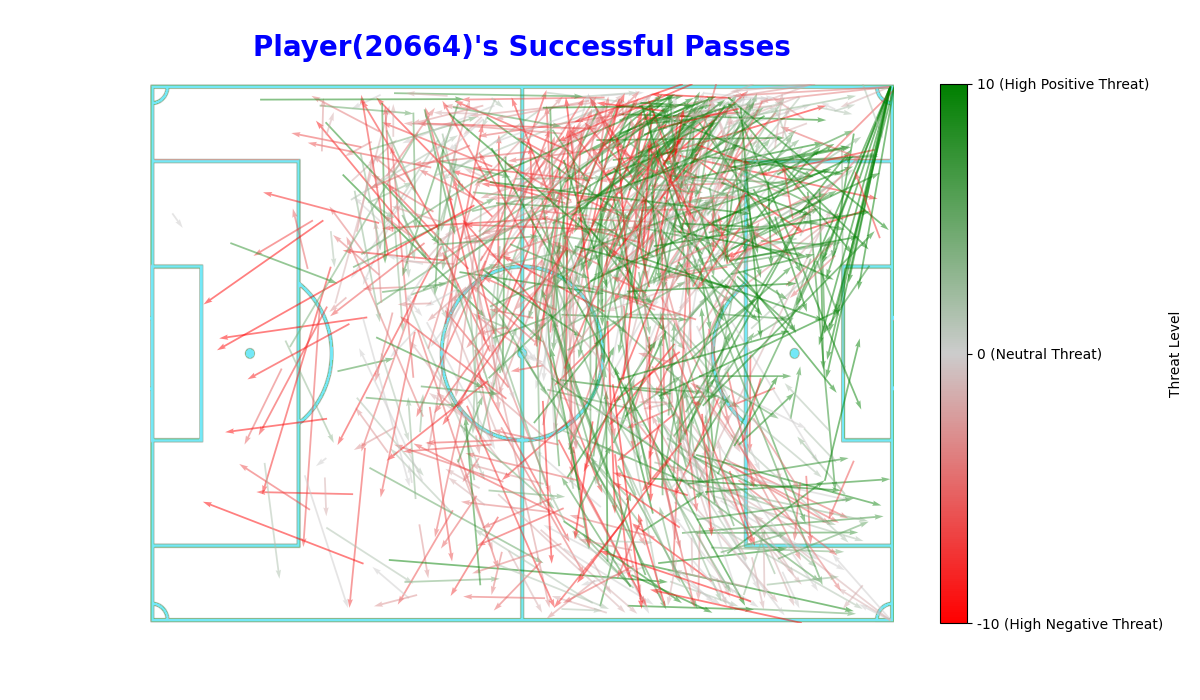 Player(20664)'s Successful Passes
10 (High Positive Threat)
0 (Neutral Threat)
-10 (High Negative Threat)
Threat Level